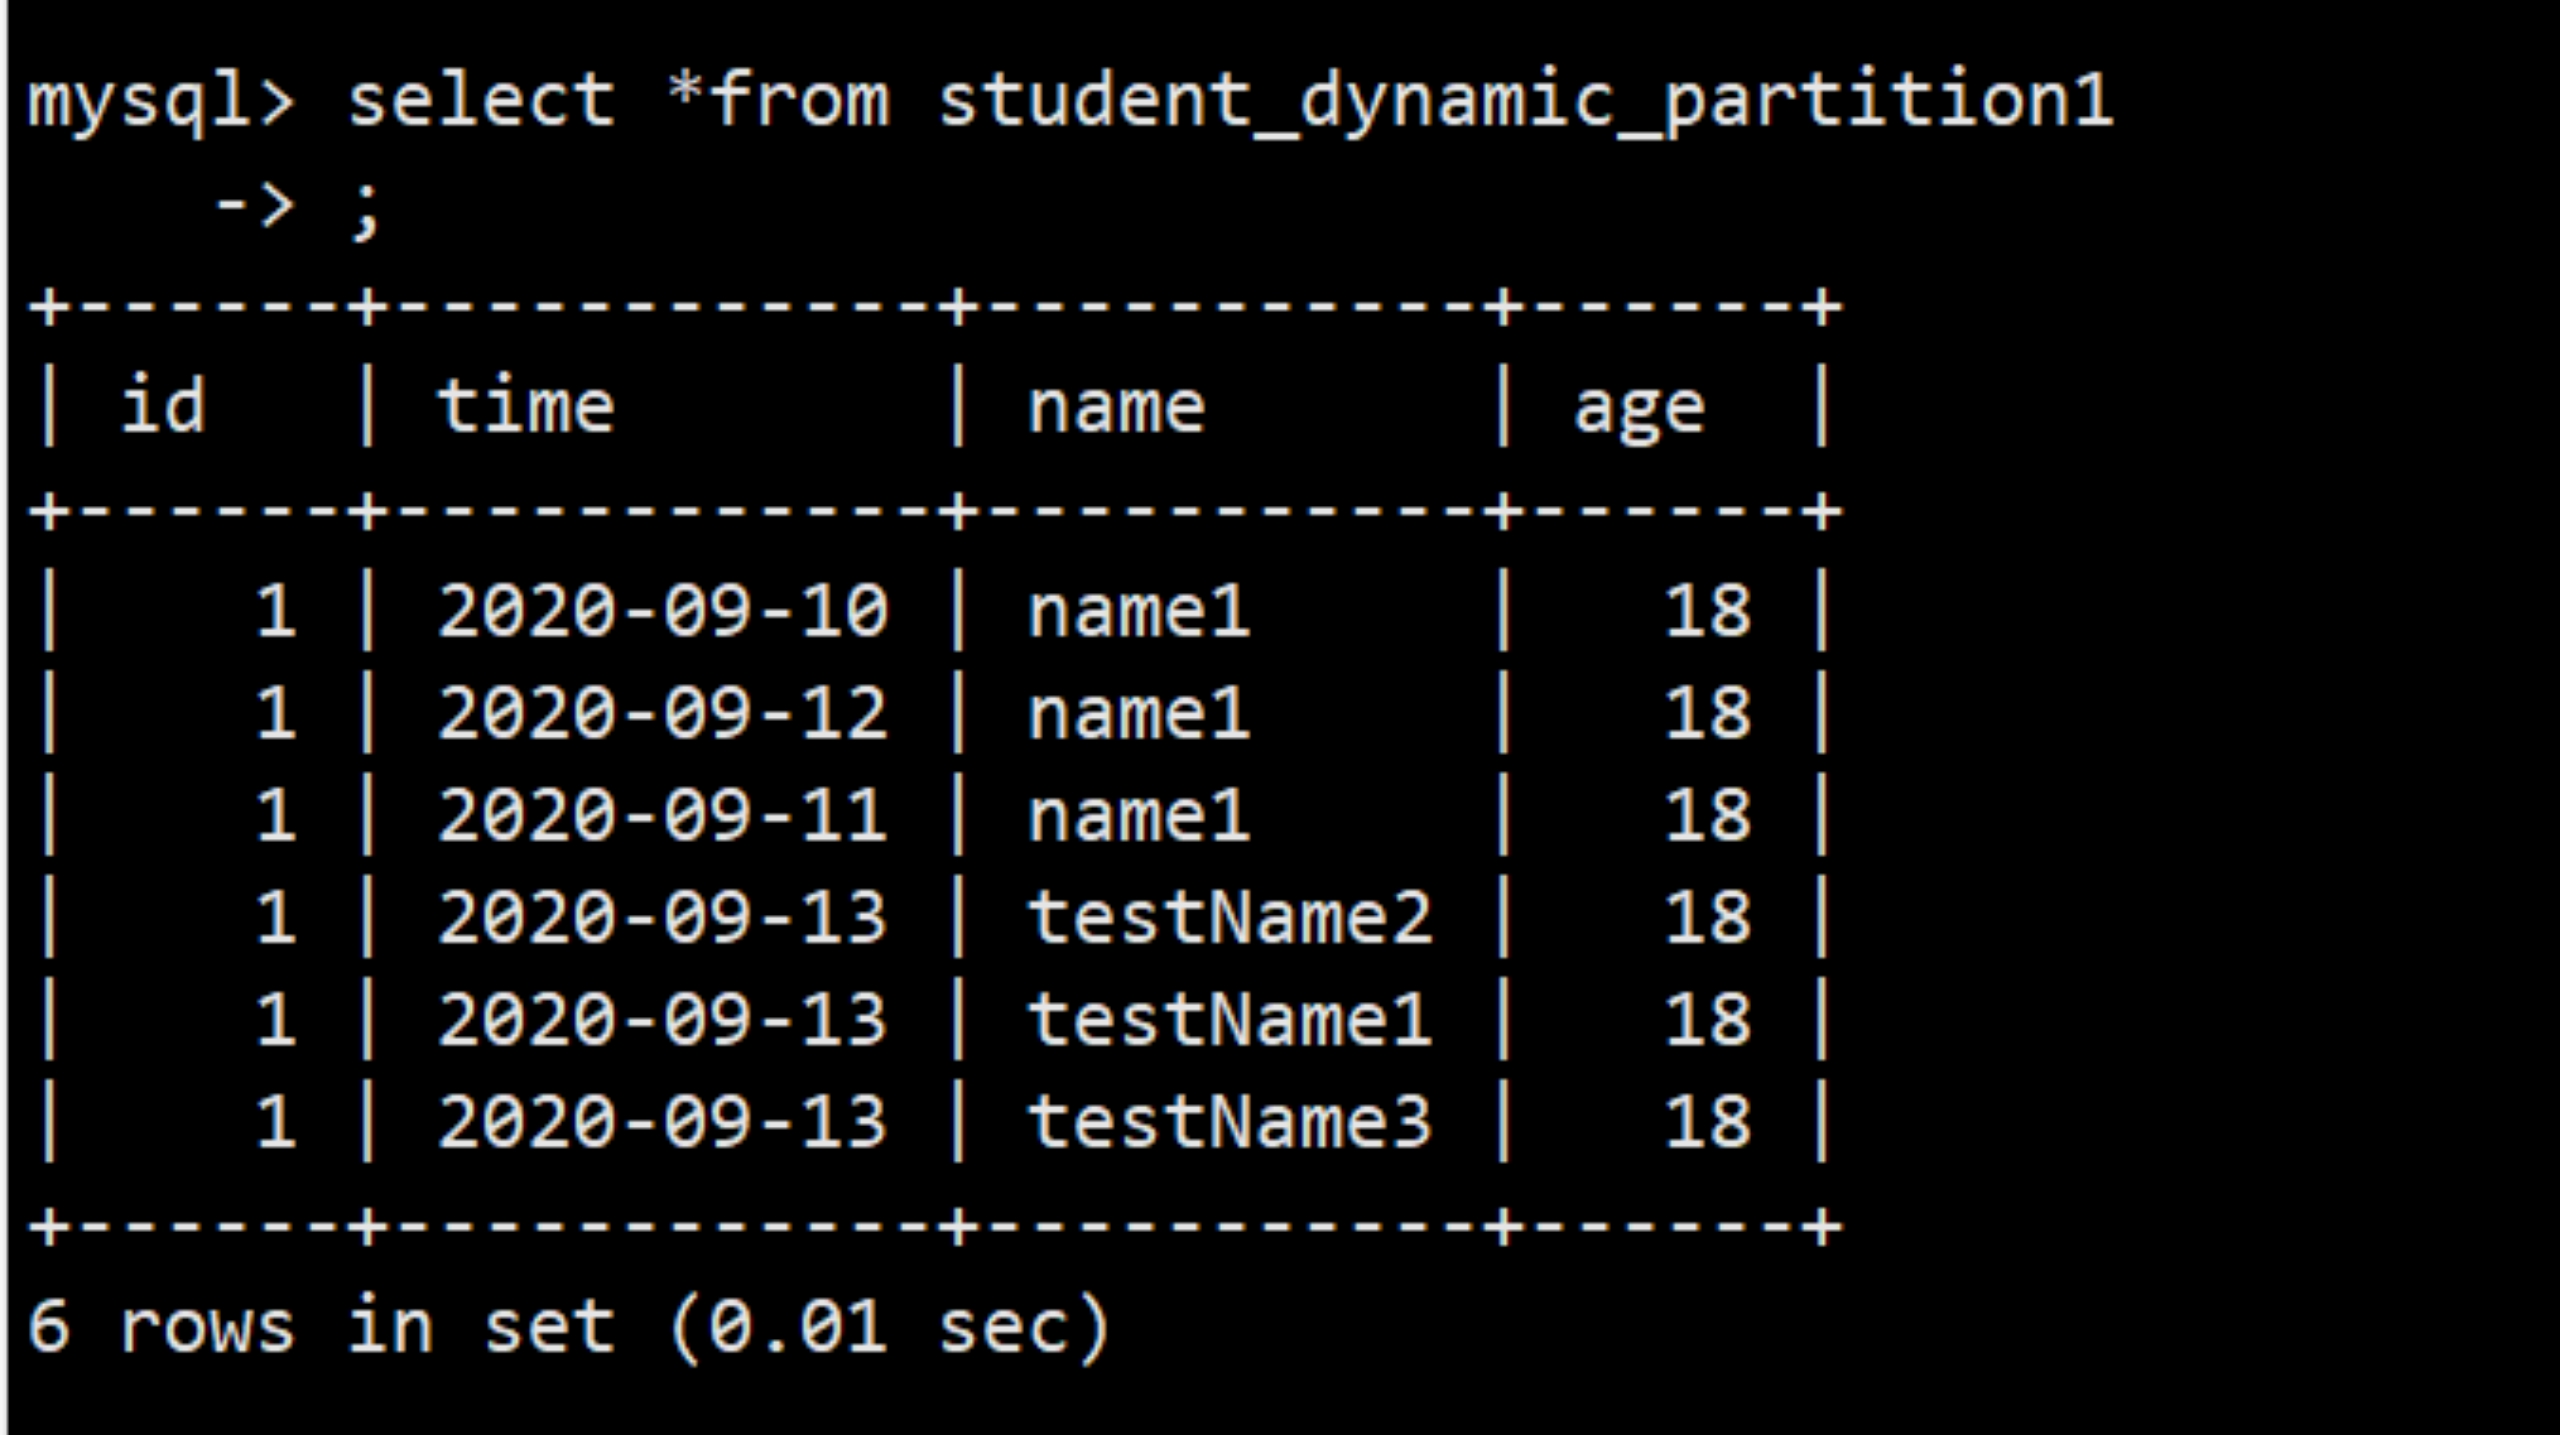 mysql> select *from student_dynamic_partition1
    -> ;
+------+------------+-----------+------+
| id   | time       | name      | age  |
+------+------------+-----------+------+
|    1 | 2020-09-10 | name1     |   18 |
|    1 | 2020-09-12 | name1     |   18 |
|    1 | 2020-09-11 | name1     |   18 |
|    1 | 2020-09-13 | testName2 |   18 |
|    1 | 2020-09-13 | testName1 |   18 |
|    1 | 2020-09-13 | testName3 |   18 |
+------+------------+-----------+------+
6 rows in set (0.01 sec)